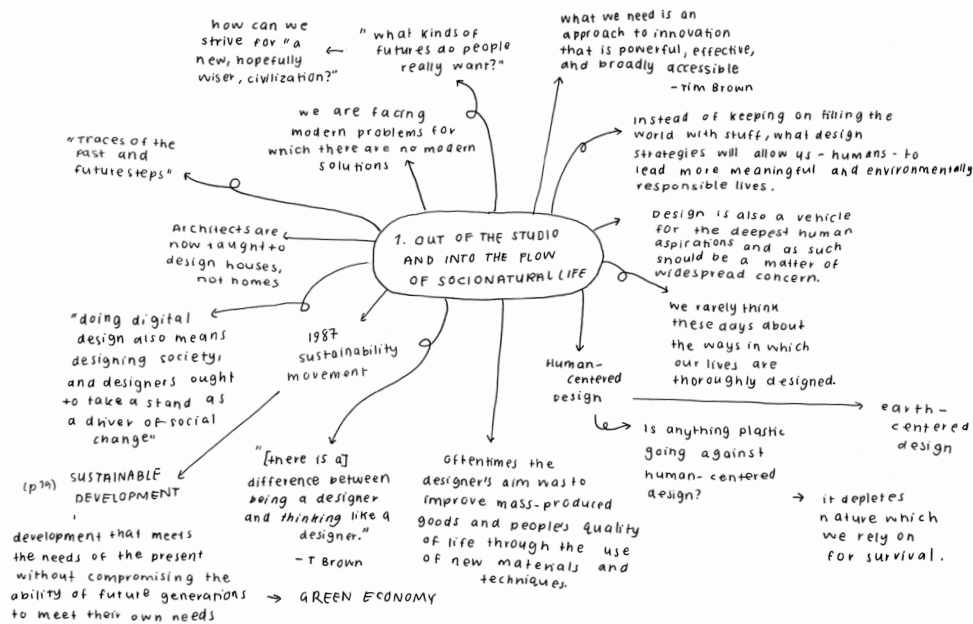 how can we
strive for "a
new, hopefully
wiser, civilization?"
"what kinds of
futures do people
really want?"
what we need is an
approach to innovation
that is powerful, effective,
and broadly accessible
-Tim Brown
we are facing
modern problems for
which there are no modern
solutions
Instead of keeping on filling the
world with stuff, what design
strategies will allow us - humans - to
lead more meaningful and environmentally
responsible lives.
"Traces of the
past and
future steps"
Architects are
now taught to
design houses,
not homes
1. OUT OF THE STUDIO
AND INTO THE FLOW
OF SOCIONATURAL LIFE
Design is also a vehicle
for the deepest human
aspirations and as such
should be a matter of
widespread concern.
we rarely think
these days about
the ways in which
our lives are
thoroughly designed.
"doing digital
design also means
designing society,
and designers ought
to take a stand as
a driver of social
change"
1987
sustainability
movement
Human-
centered
Design
earth-
centered
design
Is anything plastic
going against
human-centered
design?
it depletes
nature which
we rely on
for survival.
(p 79) SUSTAINABLE
DEVELOPMENT
development that meets
the needs of the present
without compromising the
ability of future generations
to meet their own needs
→ GREEN ECONOMY
"[there is a]
difference between
being a designer
and thinking like a
designer."
- T Brown
Oftentimes the
designer's aim was to
improve mass-produced
goods and people's quality
of life through the use
of new materials and
techniques.